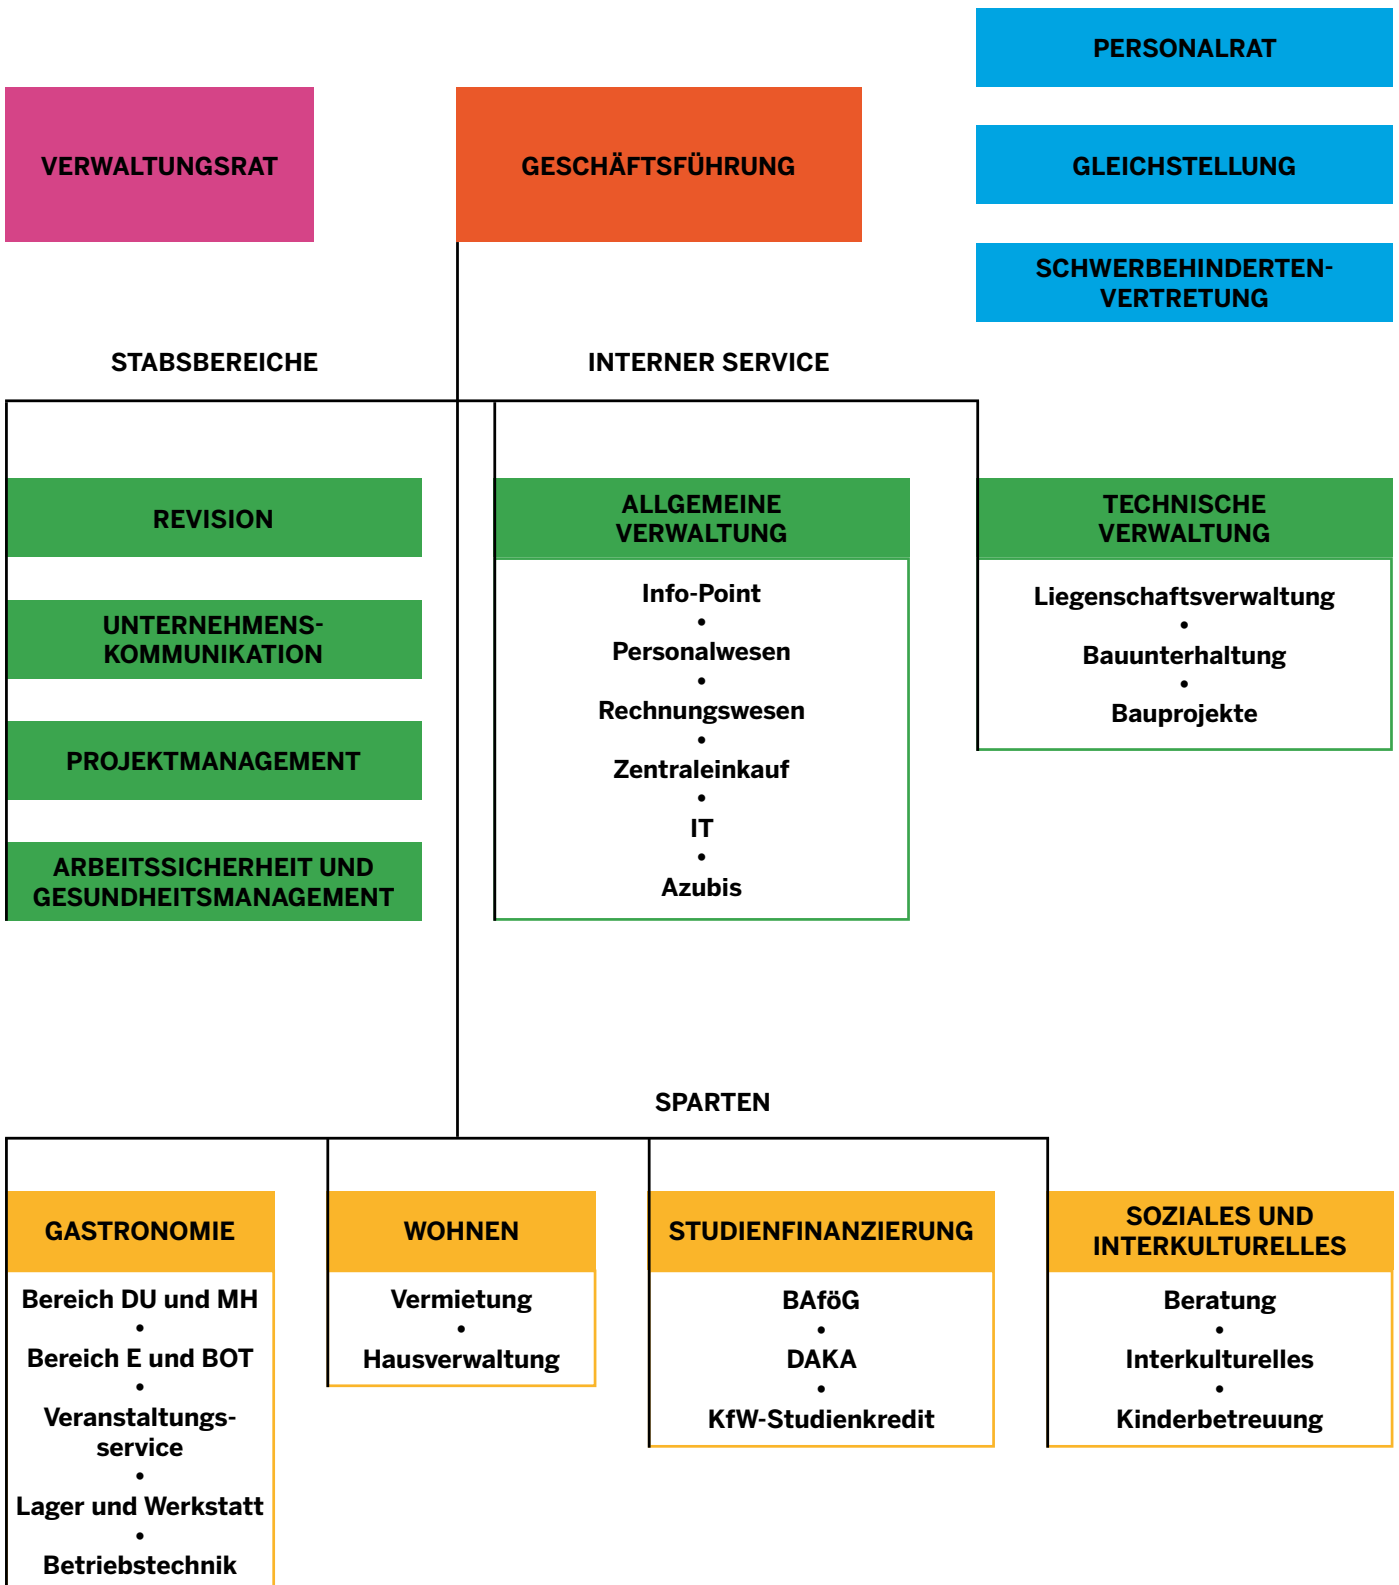 PERSONALRAT
VERWALTUNGSRAT
GESCHÄFTSFÜHRUNG
GLEICHSTELLUNG
SCHWERBEHINDERTEN-
VERTRETUNG
STABSBEREICHE
INTERNER SERVICE
REVISION
UNTERNEHMENS-
KOMMUNIKATION
PROJEKTMANAGEMENT
ARBEITSSICHERHEIT UND
GESUNDHEITSMANAGEMENT
ALLGEMEINE
VERWALTUNG
Info-Point
•
Personalwesen
•
Rechnungswesen
•
Zentraleinkauf
•
IT
•
Azubis
TECHNISCHE
VERWALTUNG
Liegenschaftsverwaltung
•
Bauunterhaltung
•
Bauprojekte
SPARTEN
GASTRONOMIE
Bereich DU und MH
•
Bereich E und BOT
•
Veranstaltungs-
service
•
Lager und Werkstatt
•
Betriebstechnik
WOHNEN
Vermietung
•
Hausverwaltung
STUDIENFINANZIERUNG
BAföG
•
DAKA
•
KfW-Studienkredit
SOZIALES UND
INTERKULTURELLES
Beratung
•
Interkulturelles
•
Kinderbetreuung